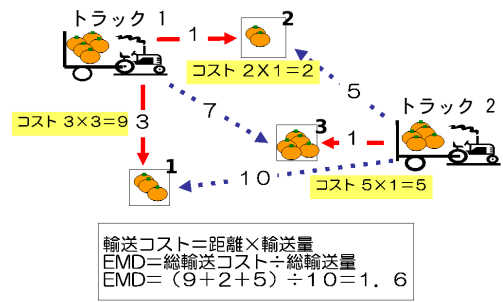 トラック 1
1
2
コスト 2X1=2
5
トラック 2
コスト 3×3=9
3
7
3
1
1
10
コスト 5×1=5
輸送コスト=距離×輸送量
EMD=総輸送コスト÷総輸送量
EMD=(9+2+5)÷10=1.6